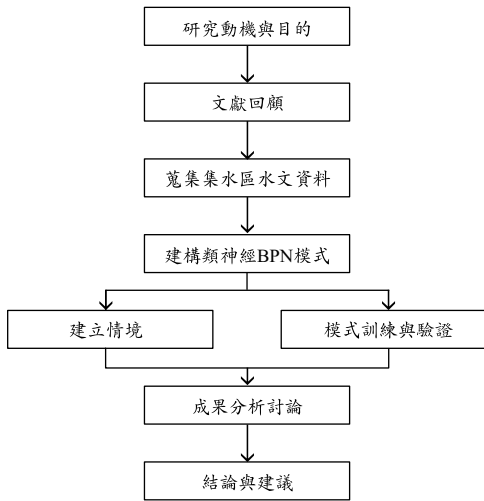 研究動機與目的
文獻回顧
蒐集集水區水文資料
建構類神經BPN模式
建立情境
模式訓練與驗證
成果分析討論
結論與建議